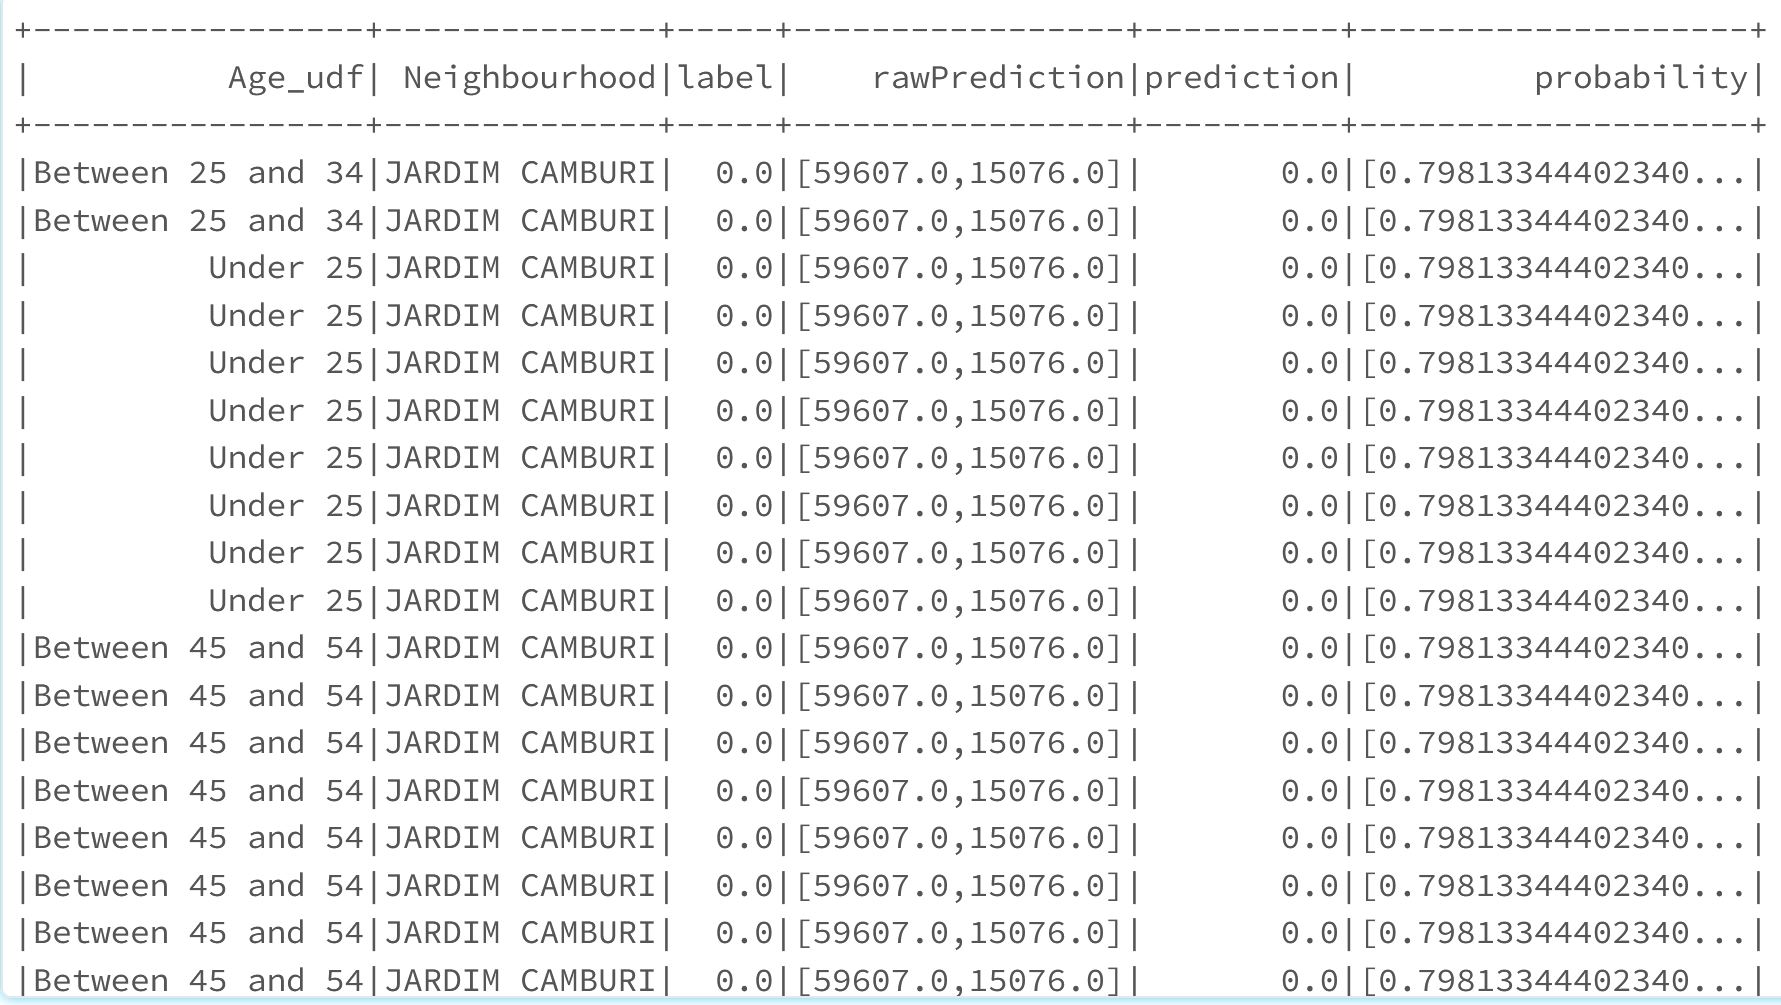 +-----------------+-------------+-----+-----------------+----------+--------------------+
|          Age_udf| Neighbourhood|label|    rawPrediction|prediction|         probability|
+-----------------+-------------+-----+-----------------+----------+--------------------+
|Between 25 and 34|JARDIM CAMBURI|  0.0|[59607.0,15076.0]|       0.0|[0.79813344402340...|
|Between 25 and 34|JARDIM CAMBURI|  0.0|[59607.0,15076.0]|       0.0|[0.79813344402340...|
|         Under 25|JARDIM CAMBURI|  0.0|[59607.0,15076.0]|       0.0|[0.79813344402340...|
|         Under 25|JARDIM CAMBURI|  0.0|[59607.0,15076.0]|       0.0|[0.79813344402340...|
|         Under 25|JARDIM CAMBURI|  0.0|[59607.0,15076.0]|       0.0|[0.79813344402340...|
|         Under 25|JARDIM CAMBURI|  0.0|[59607.0,15076.0]|       0.0|[0.79813344402340...|
|         Under 25|JARDIM CAMBURI|  0.0|[59607.0,15076.0]|       0.0|[0.79813344402340...|
|         Under 25|JARDIM CAMBURI|  0.0|[59607.0,15076.0]|       0.0|[0.79813344402340...|
|         Under 25|JARDIM CAMBURI|  0.0|[59607.0,15076.0]|       0.0|[0.79813344402340...|
|         Under 25|JARDIM CAMBURI|  0.0|[59607.0,15076.0]|       0.0|[0.79813344402340...|
|Between 45 and 54|JARDIM CAMBURI|  0.0|[59607.0,15076.0]|       0.0|[0.79813344402340...|
|Between 45 and 54|JARDIM CAMBURI|  0.0|[59607.0,15076.0]|       0.0|[0.79813344402340...|
|Between 45 and 54|JARDIM CAMBURI|  0.0|[59607.0,15076.0]|       0.0|[0.79813344402340...|
|Between 45 and 54|JARDIM CAMBURI|  0.0|[59607.0,15076.0]|       0.0|[0.79813344402340...|
|Between 45 and 54|JARDIM CAMBURI|  0.0|[59607.0,15076.0]|       0.0|[0.79813344402340...|
|Between 45 and 54|JARDIM CAMBURI|  0.0|[59607.0,15076.0]|       0.0|[0.79813344402340...|
|Between 45 and 54|JARDIM CAMBURI|  0.0|[59607.0,15076.0]|       0.0|[0.79813344402340...|
|Between 45 and 54|JARDIM CAMBURI|  0.0|[59607.0,15076.0]|       0.0|[0.79813344402340...|